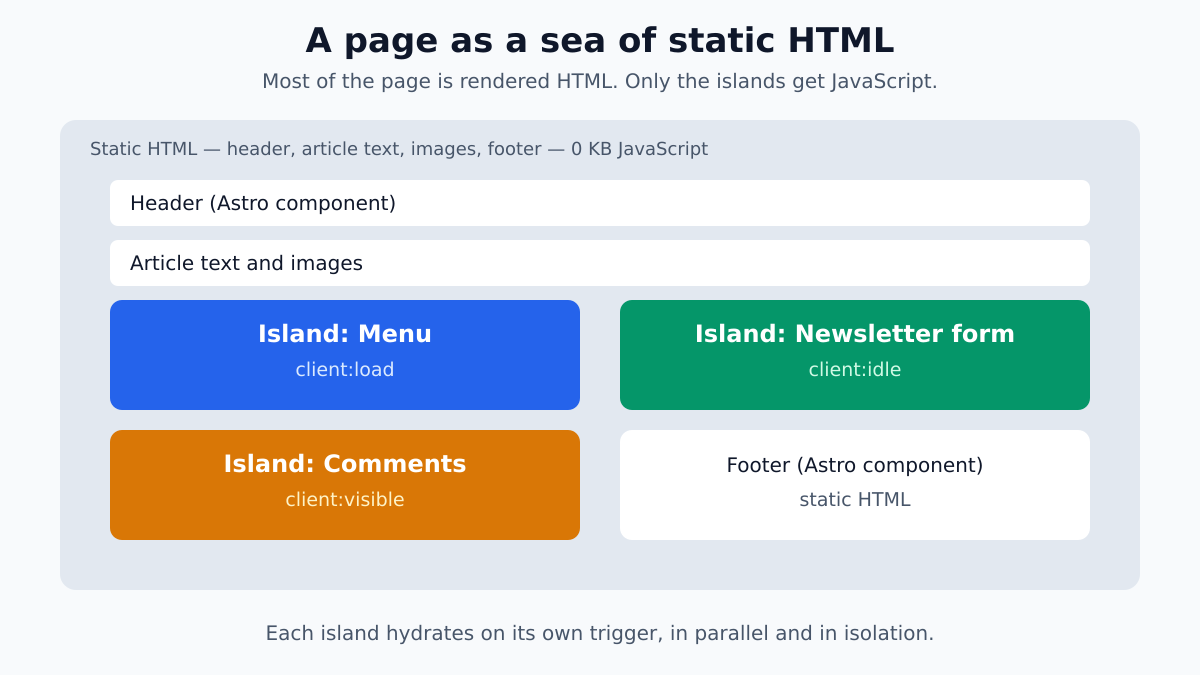 A page as a sea of static HTML
Most of the page is rendered HTML. Only the islands get JavaScript.
Static HTML — header, article text, images, footer — 0 KB JavaScript
Header (Astro component)
Article text and images
Island: Menu
client:load
Island: Newsletter form
client:idle
Island: Comments
client:visible
Footer (Astro component)
static HTML
Each island hydrates on its own trigger, in parallel and in isolation.